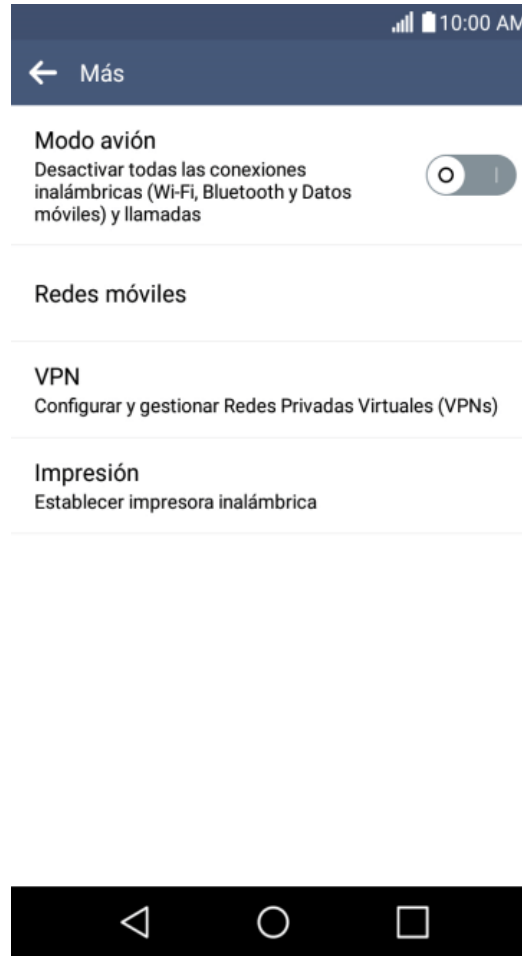 10:00 AM
Más
Modo avión
Desactivar todas las conexiones
inalámbricas (Wi-Fi, Bluetooth y Datos
móviles) y llamadas
Redes móviles
VPN
Configurar y gestionar Redes Privadas Virtuales (VPNs)
Impresión
Establecer impresora inalámbrica